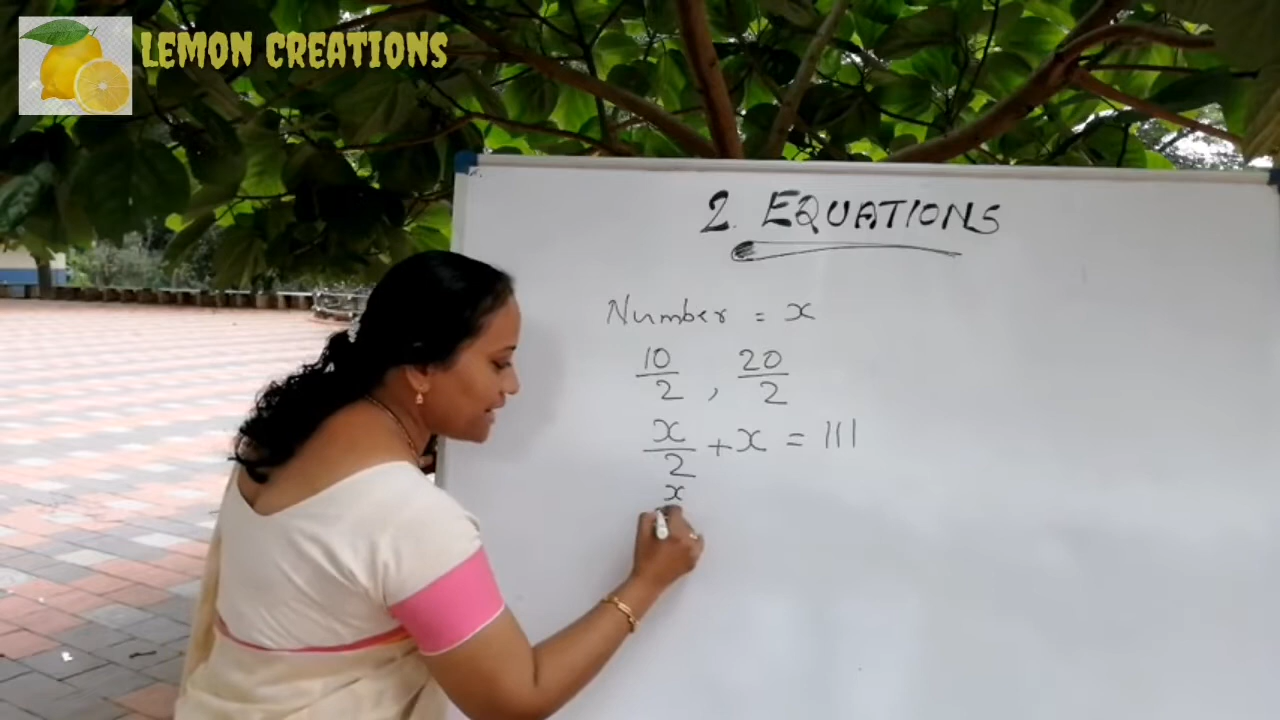 LEMON CREATIONS
2. EQUATIONS
Number = x
10/2, 20/2
x/2 + x = 111
x